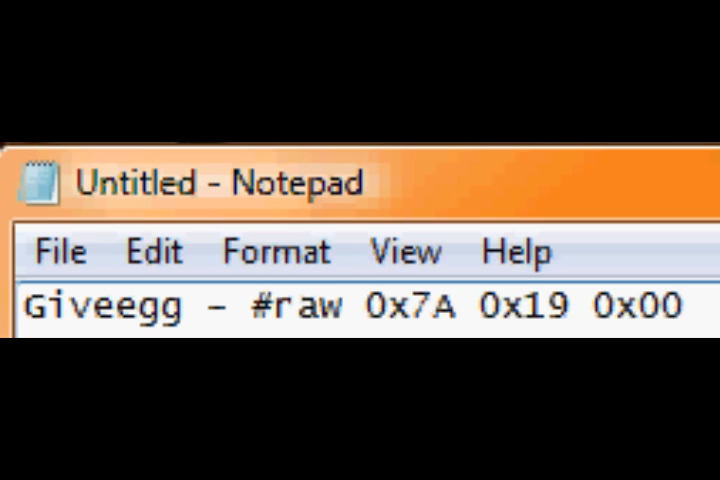 Untitled - Notepad
File Edit Format View Help
Giveegg - #raw 0x7A 0x19 0x00